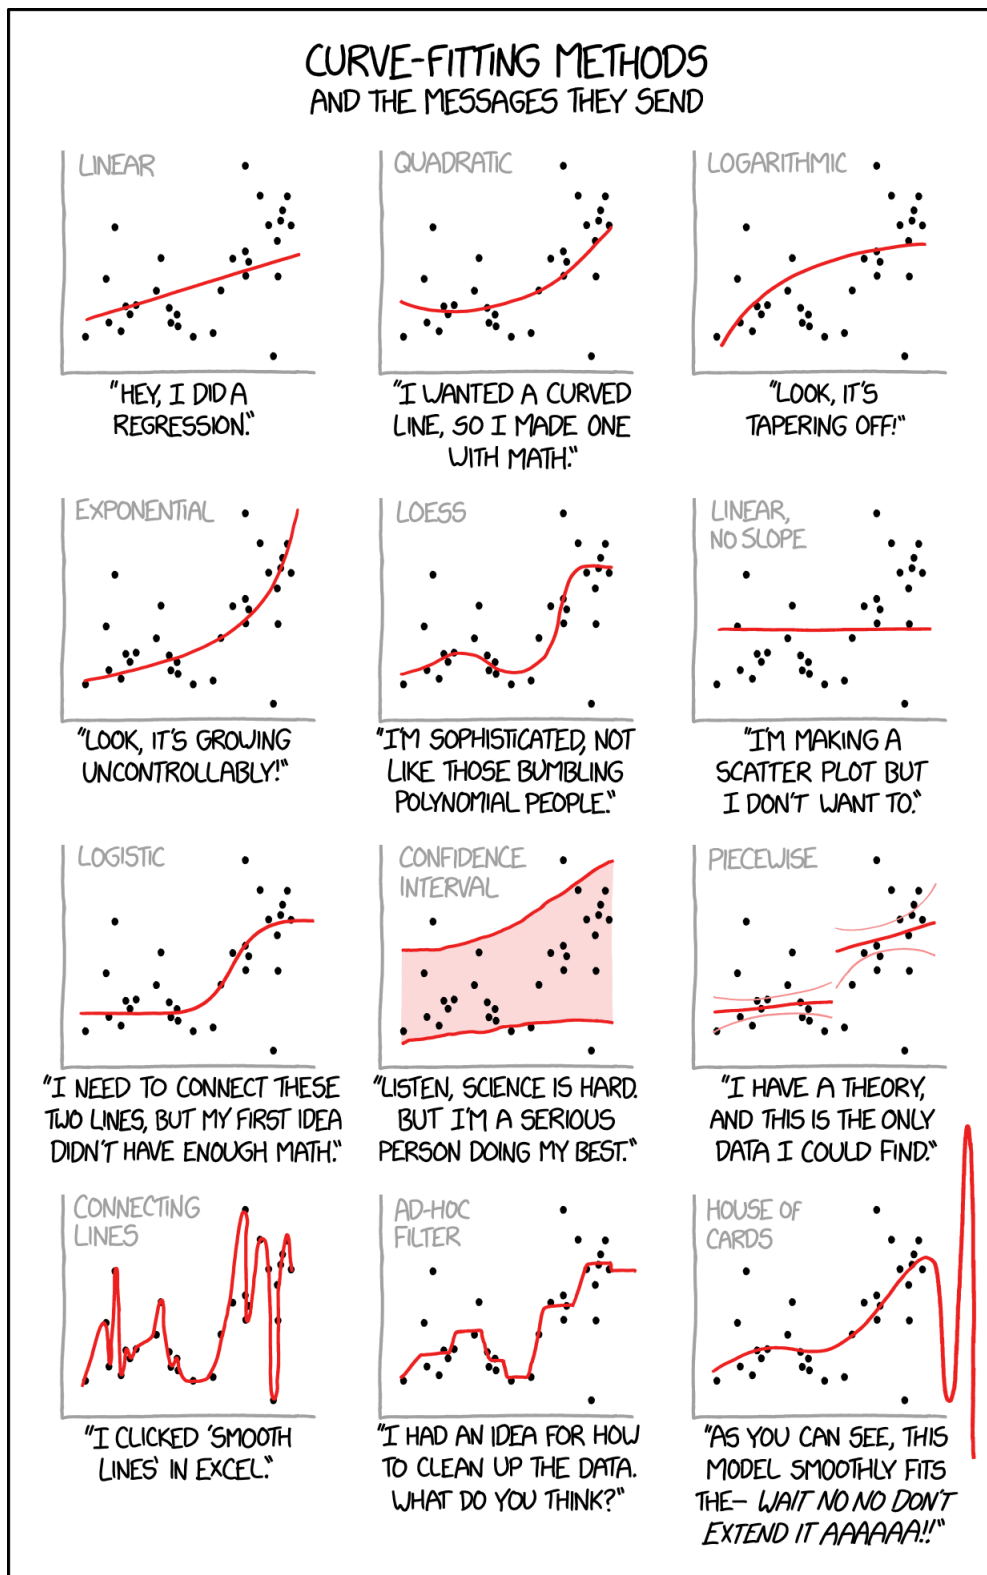 CURVE-FITTING METHODS
AND THE MESSAGES THEY SEND
LINEAR
"HEY, I DID A
REGRESSION."
QUADRATIC
"I WANTED A CURVED
LINE, SO I MADE ONE
WITH MATH."
LOGARITHMIC
"LOOK, IT'S
TAPERING OFF!"
EXPONENTIAL
"LOOK, IT'S GROWING
UNCONTROLLABLY!"
LOESS
"I'M SOPHISTICATED, NOT
LIKE THOSE BUMBLING
POLYNOMIAL PEOPLE."
LINEAR,
NO SLOPE
"I'M MAKING A
SCATTER PLOT BUT
I DON'T WANT TO."
LOGISTIC
"I NEED TO CONNECT THESE
TWO LINES, BUT MY FIRST IDEA
DIDN'T HAVE ENOUGH MATH."
CONFIDENCE
INTERVAL
"LISTEN, SCIENCE IS HARD.
BUT I'M A SERIOUS
PERSON DOING MY BEST."
PIECEWISE
"I HAVE A THEORY,
AND THIS IS THE ONLY
DATA I COULD FIND."
CONNECTING
LINES
"I CLICKED 'SMOOTH
LINES' IN EXCEL."
AD-HOC
FILTER
"I HAD AN IDEA FOR HOW
TO CLEAN UP THE DATA.
WHAT DO YOU THINK?"
HOUSE OF
CARDS
"AS YOU CAN SEE, THIS
MODEL SMOOTHLY FITS
THE- WAIT NO NO DON'T
EXTEND IT AAAAAA!!"